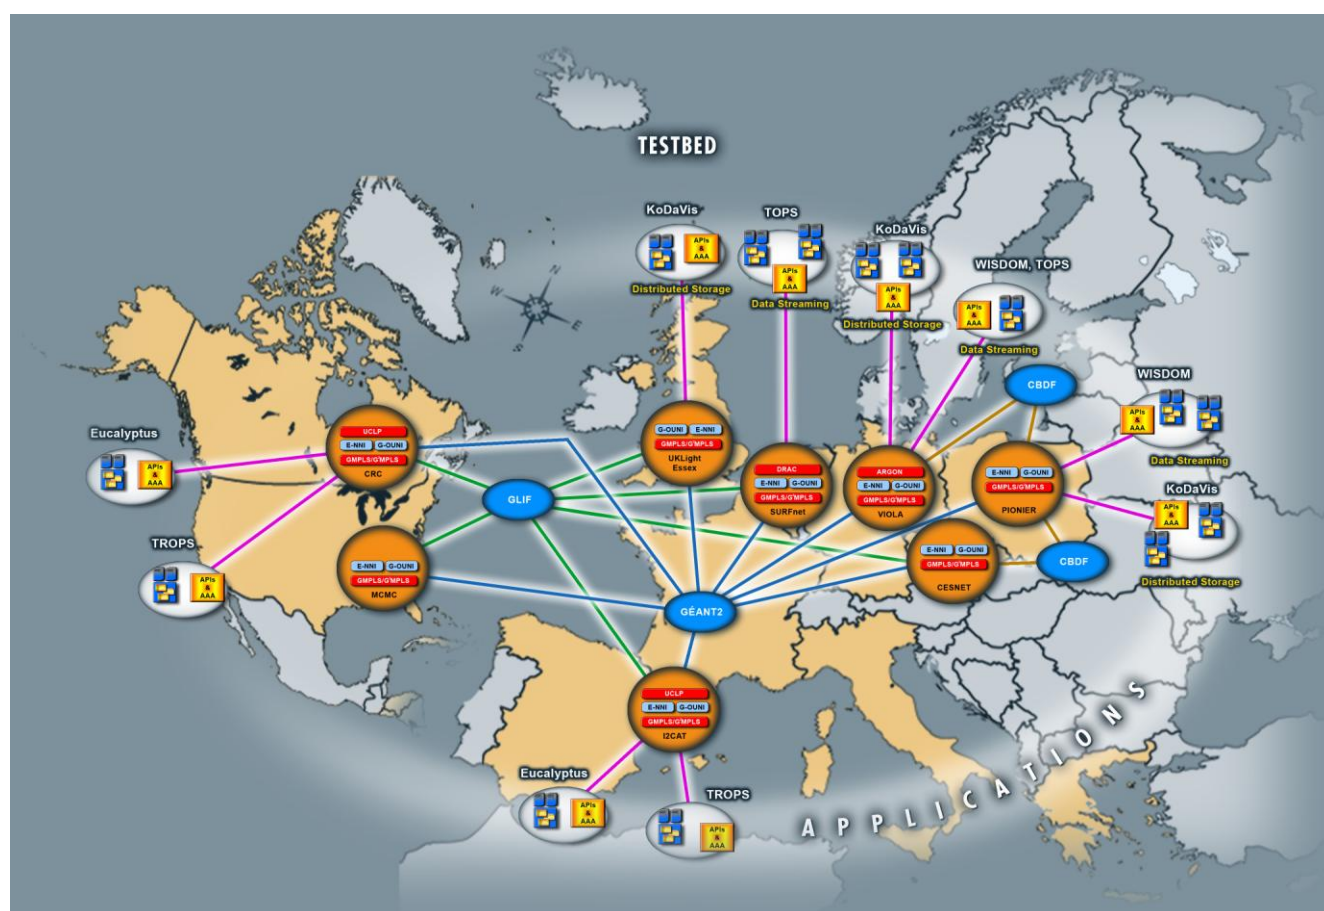 TESTBED
KoDaVis
APIs
&
AAA
Distributed Storage
TOPS
APIs
&
AAA
Data Streaming
KoDaVis
APIs
&
AAA
Distributed Storage
WISDOM, TOPS
APIs
&
AAA
Data Streaming
N
W
E
S
CBDF
WISDOM
APIs
&
AAA
Data Streaming
Eucalyptus
APIs
&
AAA
UCLP
E-NNI G-OUNI
GMPLS/G²MPLS
CRC
G-OUNI E-NNI
GMPLS/G²MPLS
UKLight
Essex
DRAC
E-NNI G-OUNI
GMPLS/G²MPLS
SURFnet
ARGON
E-NNI G-OUNI
GMPLS/G²MPLS
VIOLA
E-NNI G-OUNI
GMPLS/G²MPLS
PIONIER
KoDaVis
APIs
&
AAA
Distributed Storage
GLIF
TROPS
APIs
&
AAA
E-NNI G-OUNI
GMPLS/G²MPLS
MCMC
E-NNI G-OUNI
GMPLS/G²MPLS
CESNET
CBDF
GÉANT2
UCLP
E-NNI G-OUNI
GMPLS/G²MPLS
I2CAT
Eucalyptus
APIs
&
AAA
TROPS
APIs
&
AAA
APPLICATIONS